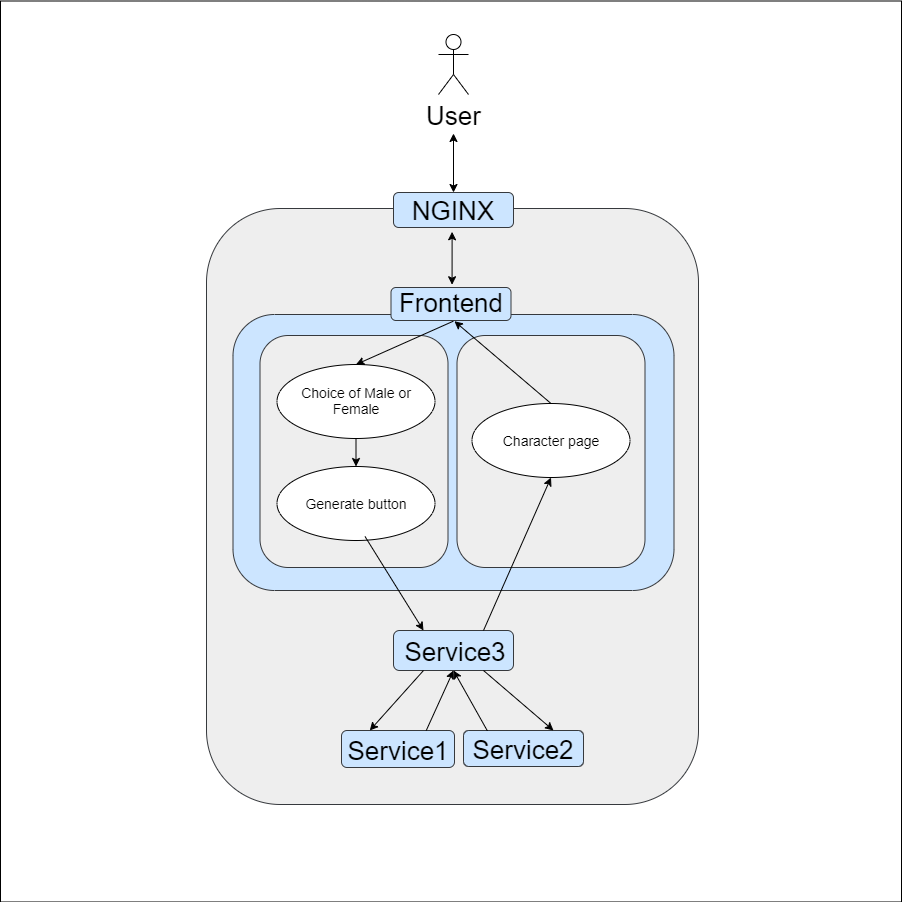 User
NGINX
Frontend
Choice of Male or
Female
Character page
Generate button
Service3
Service1
Service2